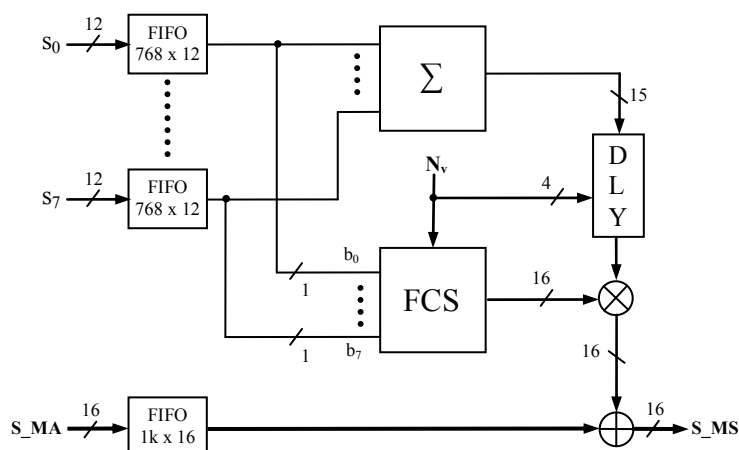 S0
12
FIFO
768 x 12
Σ
15
S7
12
FIFO
768 x 12
Nv
4
D
L
Y
b0
1
FCS
16
1
b7
16
S_MA
16
FIFO
1k x 16
16
S_MS